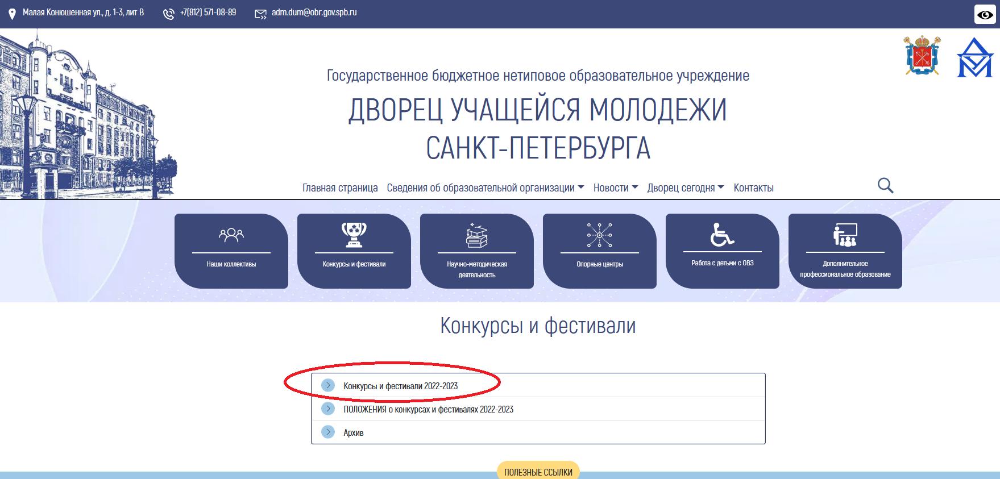 Малая Конюшенная ул., д. 1-3, лит В
+7(812) 571-08-89
adm.dum@obr.gov.spb.ru
Государственное бюджетное нетиповое образовательное учреждение
ДВОРЕЦ УЧАЩЕЙСЯ МОЛОДЕЖИ
САНКТ-ПЕТЕРБУРГА
Главная страница Сведения об образовательной организации Новости Дворец сегодня Контакты
Наши коллективы
Конкурсы и фестивали
Научно-методическая
деятельность
Опорные центры
Работа с детьми с ОВЗ
Дополнительное
профессиональное образование
Конкурсы и фестивали
Конкурсы и фестивали 2022-2023
ПОЛОЖЕНИЯ о конкурсах и фестивалях 2022-2023
Архив
ПОЛЕЗНЫЕ ССЫЛКИ